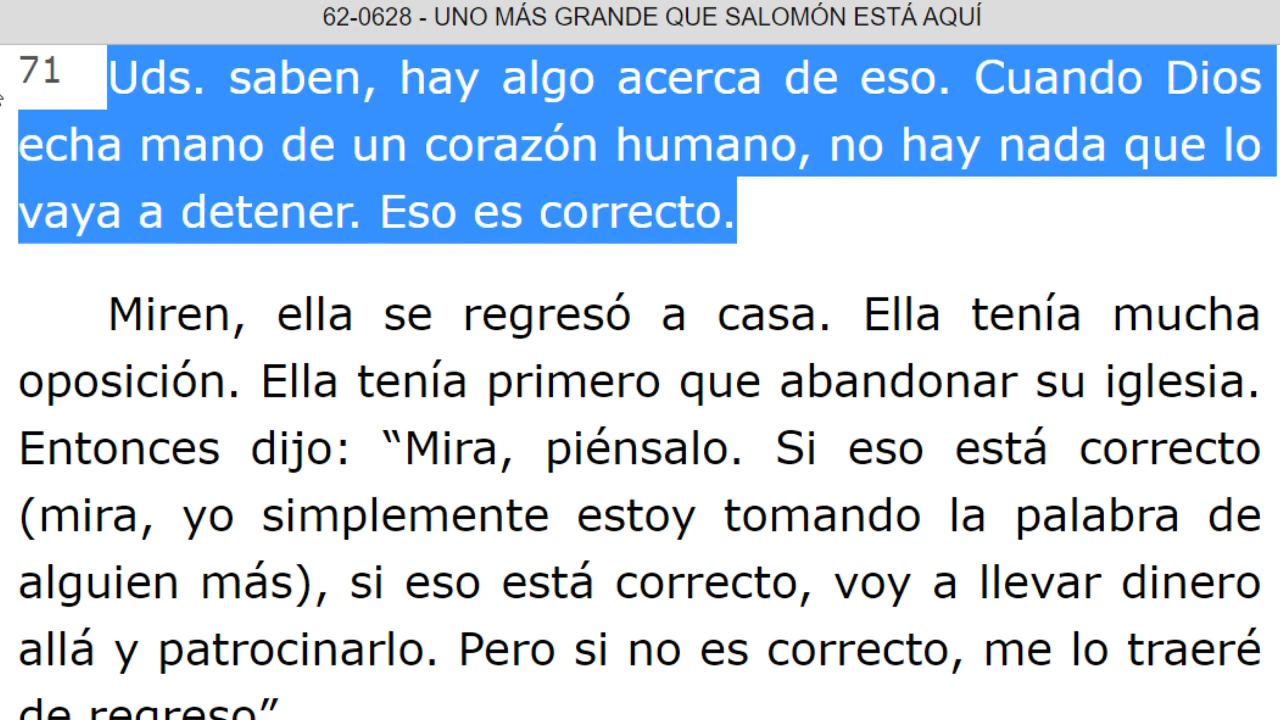 62-0628 - UNO MÁS GRANDE QUE SALOMÓN ESTÁ AQUÍ
71 Uds. saben, hay algo acerca de eso. Cuando Dios
echa mano de un corazón humano, no hay nada que lo
vaya a detener. Eso es correcto.
Miren, ella se regresó a casa. Ella tenía mucha
oposición. Ella tenía primero que abandonar su iglesia.
Entonces dijo: “Mira, piénsalo. Si eso está correcto
(mira, yo simplemente estoy tomando la palabra de
alguien más), si eso está correcto, voy a llevar dinero
allá y patrocinarlo. Pero si no es correcto, me lo traeré
de regreso”